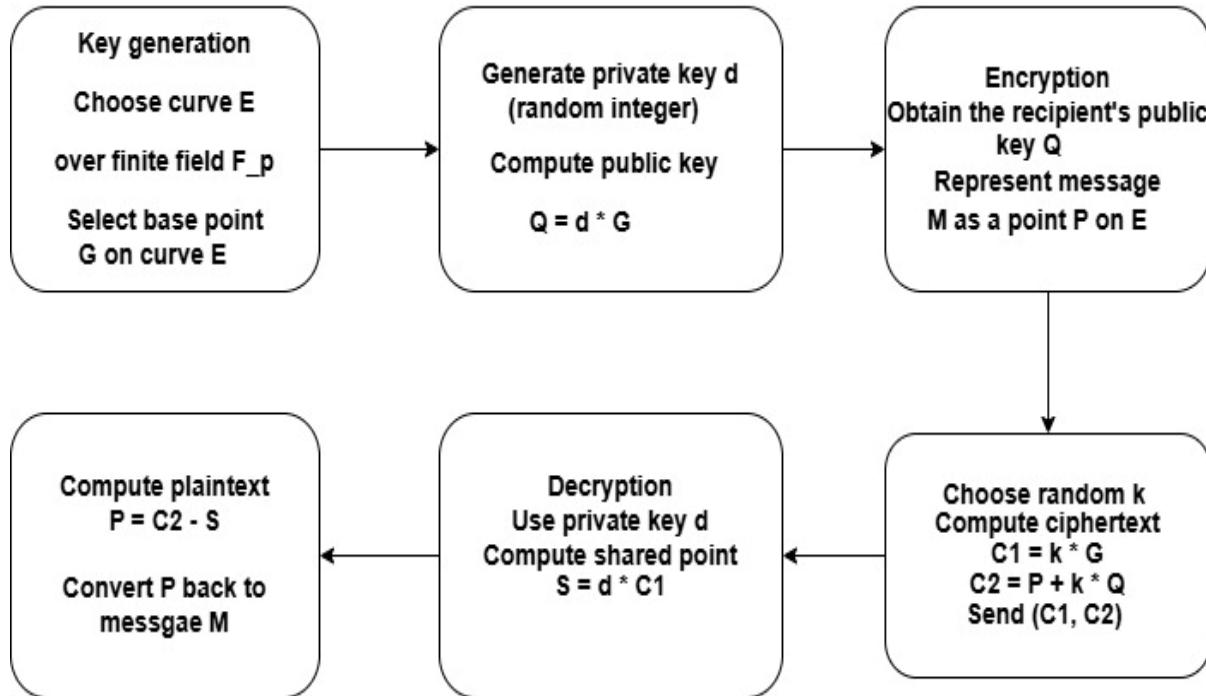 Key generation
Choose curve E
over finite field F_p
Select base point
G on curve E
Generate private key d
(random integer)
Compute public key
Q = d * G
Encryption
Obtain the recipient's public
key Q
Represent message
M as a point P on E
Choose random k
Compute ciphertext
C1 = k * G
C2 = P + k * Q
Send (C1, C2)
Decryption
Use private key d
Compute shared point
S = d * C1
Compute plaintext
P = C2 - S
Convert P back to
messgae M